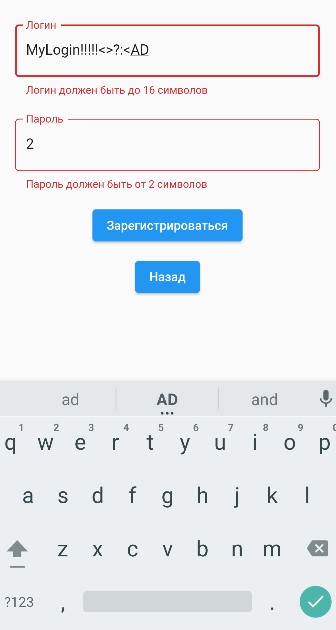 Логин
MyLogin!!!!!<>?:<AD
Логин должен быть до 16 символов
Пароль
2
Пароль должен быть от 2 символов
Зарегистрироваться
Назад
ad AD and
1 2 3 4 5 6 7 8 9 0
q w e r t y u i o p
a s d f g h j k l
z x c v b n m
?123 , .